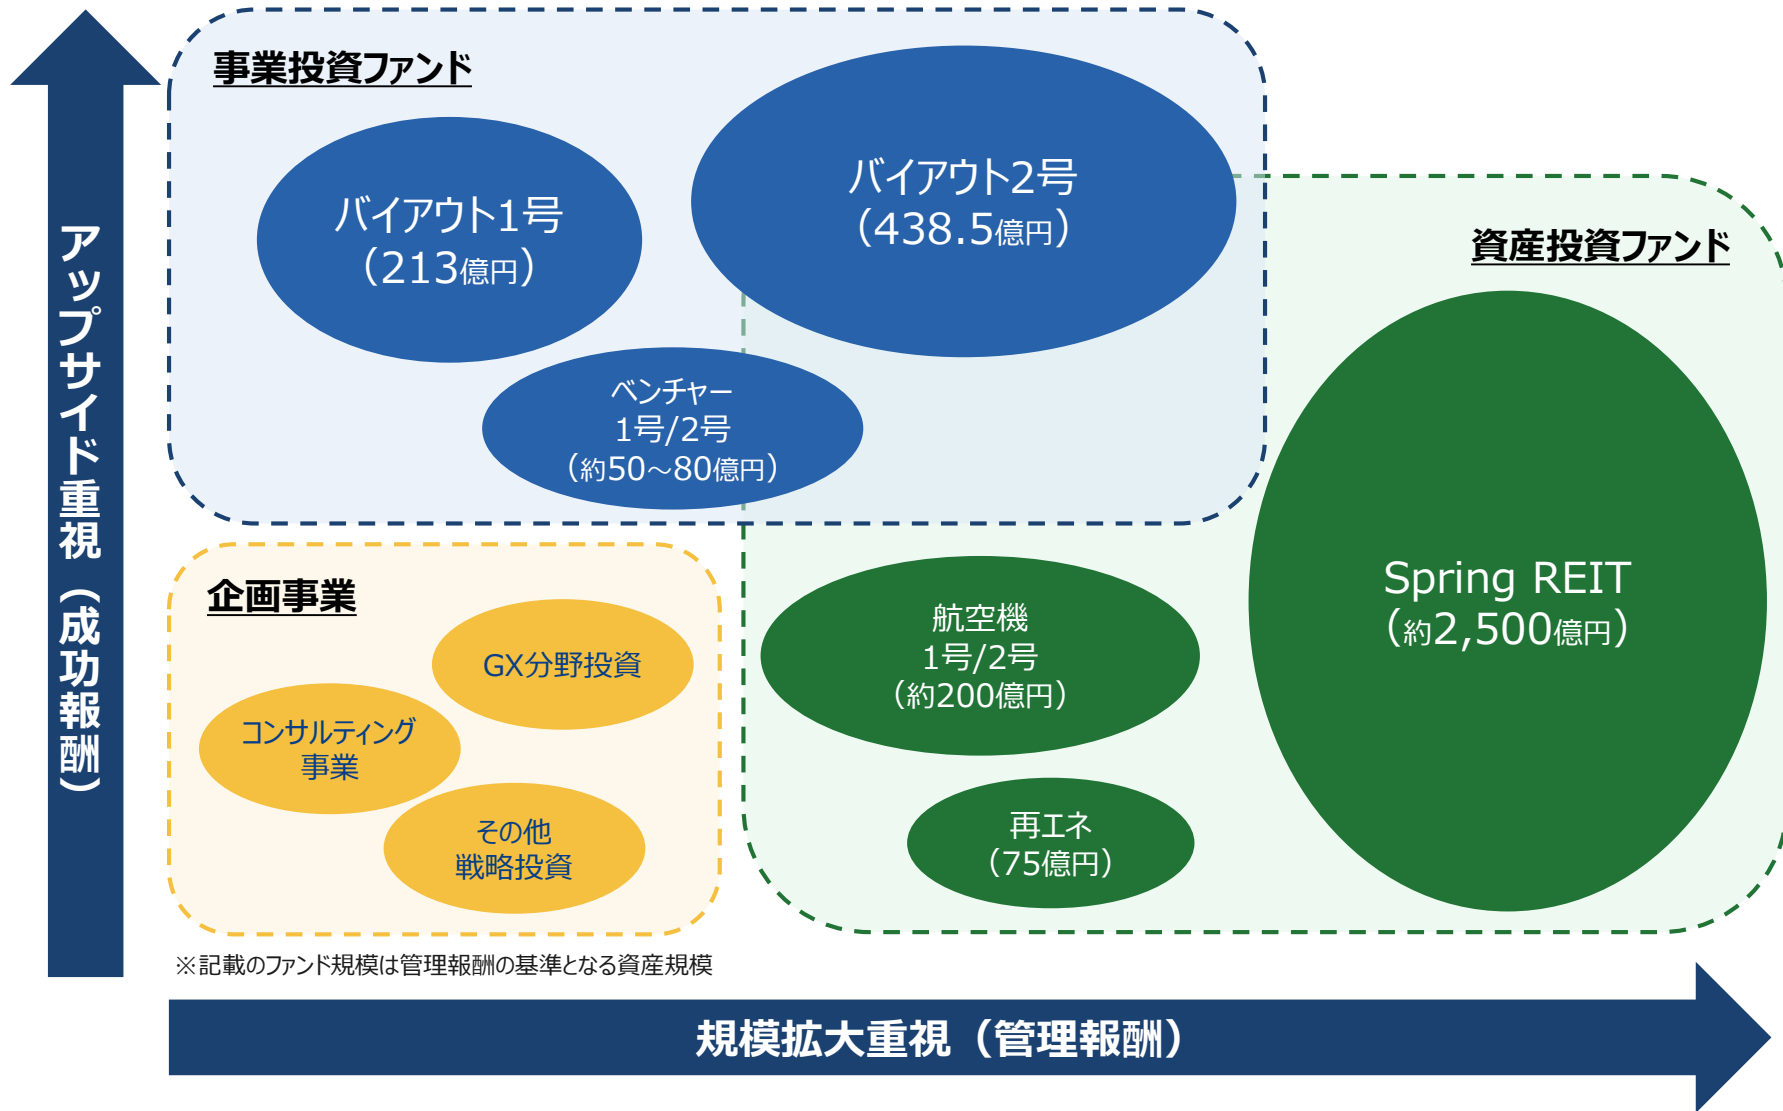 アップサイド重視（成功報酬）
事業投資ファンド
バイアウト1号
（213億円）
バイアウト2号
（438.5億円）
ベンチャー
1号/2号
（約50～80億円）
資産投資ファンド
Spring REIT
（約2,500億円）
航空機
1号/2号
（約200億円）
再エネ
（75億円）
企画事業
GX分野投資
コンサルティング
事業
その他
戦略投資
※記載のファンド規模は管理報酬の基準となる資産規模
規模拡大重視（管理報酬）